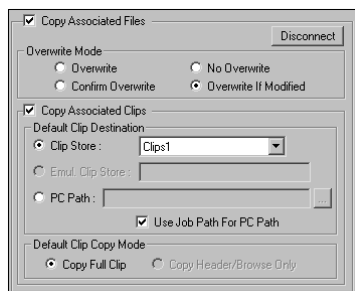 Copy Associated Files
Disconnect
Overwrite Mode
Overwrite No Overwrite
Confirm Overwrite Overwrite If Modified
Copy Associated Clips
Default Clip Destination
Clip Store : Clips1
Emul. Clip Store :
PC Path : ...
Use Job Path For PC Path
Default Clip Copy Mode
Copy Full Clip Copy Header/Browse Only